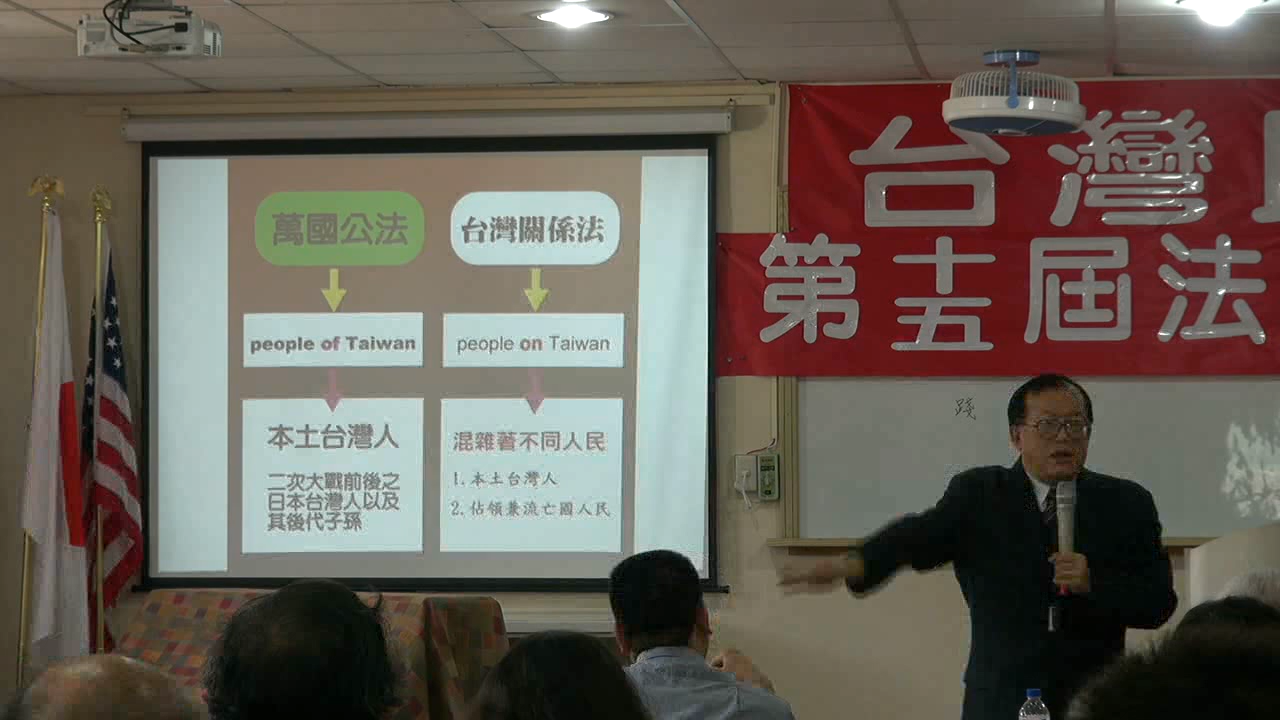 萬國公法
台灣關係法
people of Taiwan
people on Taiwan
本土台灣人
二次大戰前後之
日本台灣人以及
其後代子孫
混雜著不同人民
1.本土台灣人
2.佔領兼流亡國人民
台灣
第十五屆法
踐